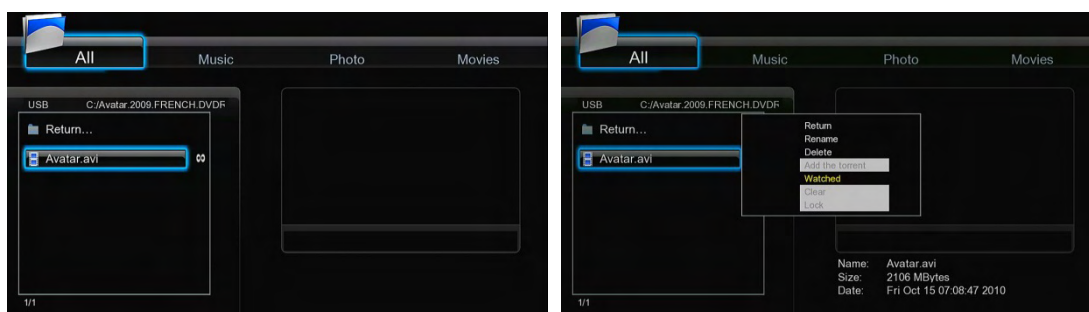 All Music Photo Movies
USB C:/Avatar.2009.FRENCH.DVDR
Return...
Avatar.avi
1/1
All Music Photo Movies
USB C:/Avatar.2009.FRENCH.DVDR
Return...
Avatar.avi
Return
Rename
Delete
Add the torrent
Watched
Clear
Lock
Name: Avatar.avi
Size: 2106 MBytes
Date: Fri Oct 15 07:08:47 2010
1/1